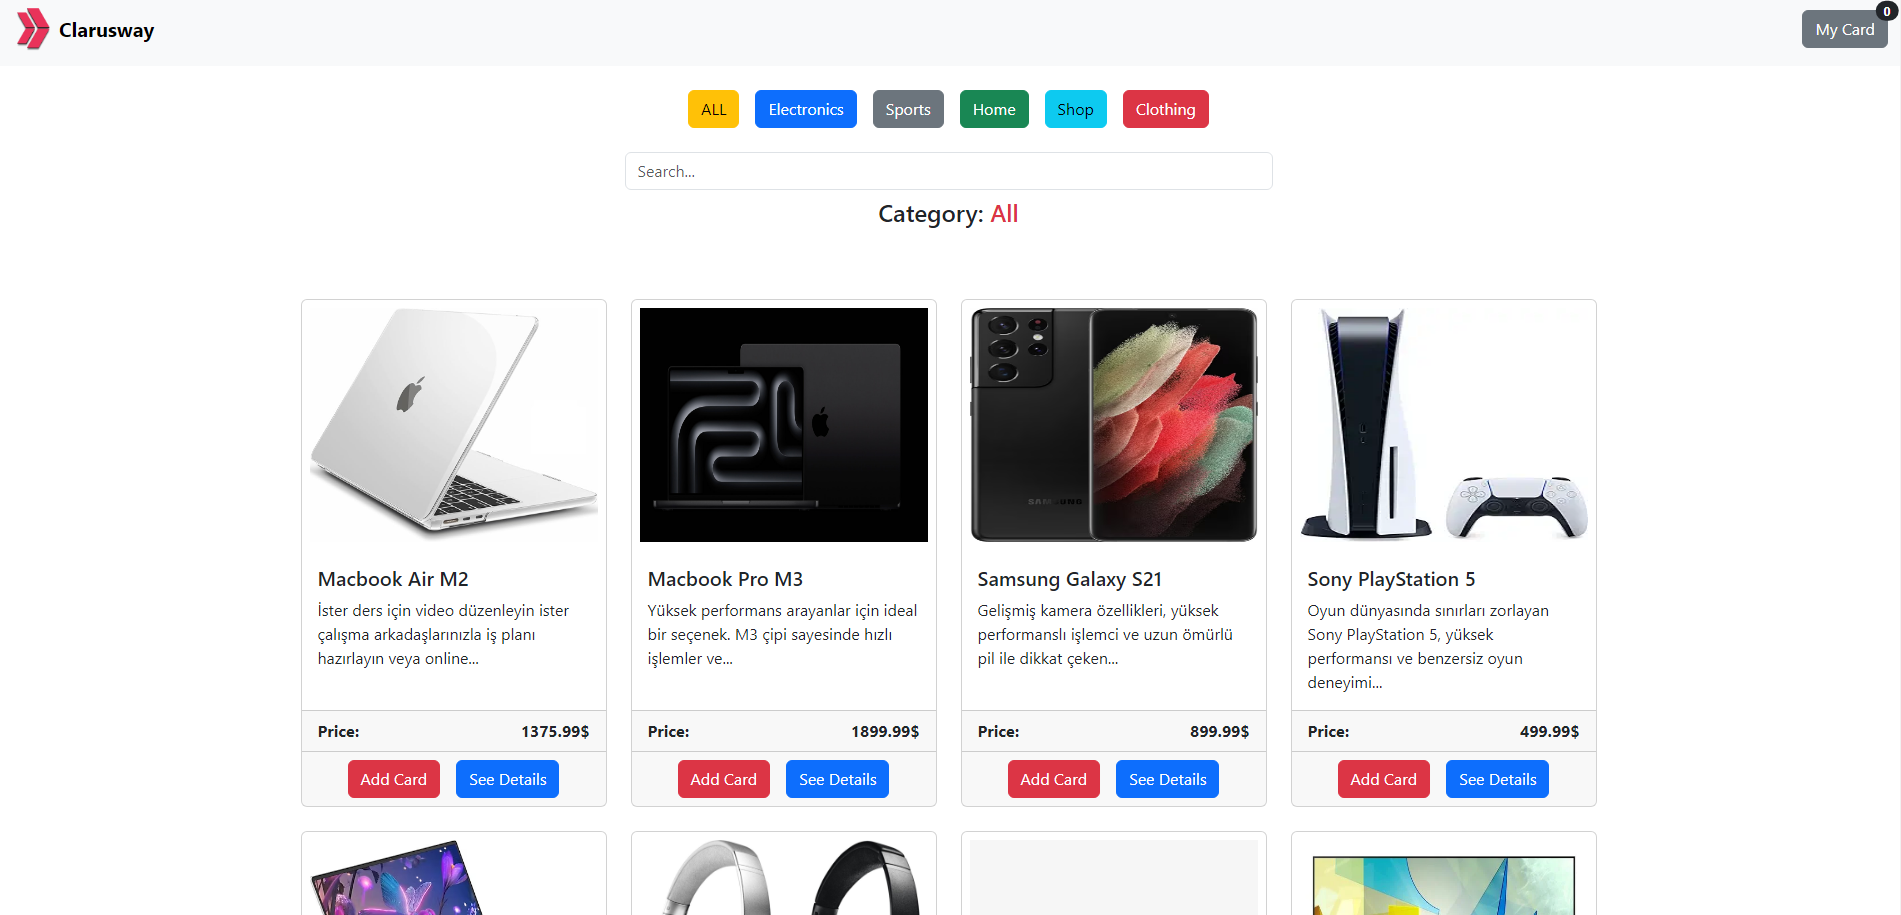 Clarusway
My Card
0
ALL
Electronics
Sports
Home
Shop
Clothing
Search...
Category: All
SAMSUNG
Macbook Air M2
İster ders için video düzenleyin ister
çalışma arkadaşlarınızla iş planı
hazırlayın veya online...
Price: 1375.99$
Add Card
See Details
Macbook Pro M3
Yüksek performans arayanlar için ideal
bir seçenek. M3 çipi sayesinde hızlı
işlemler ve...
Price: 1899.99$
Add Card
See Details
Samsung Galaxy S21
Gelişmiş kamera özellikleri, yüksek
performanslı işlemci ve uzun ömürlü
pil ile dikkat çeken...
Price: 899.99$
Add Card
See Details
Sony PlayStation 5
Oyun dünyasında sınırları zorlayan
Sony PlayStation 5, yüksek
performansı ve benzersiz oyun
deneyimi...
Price: 499.99$
Add Card
See Details